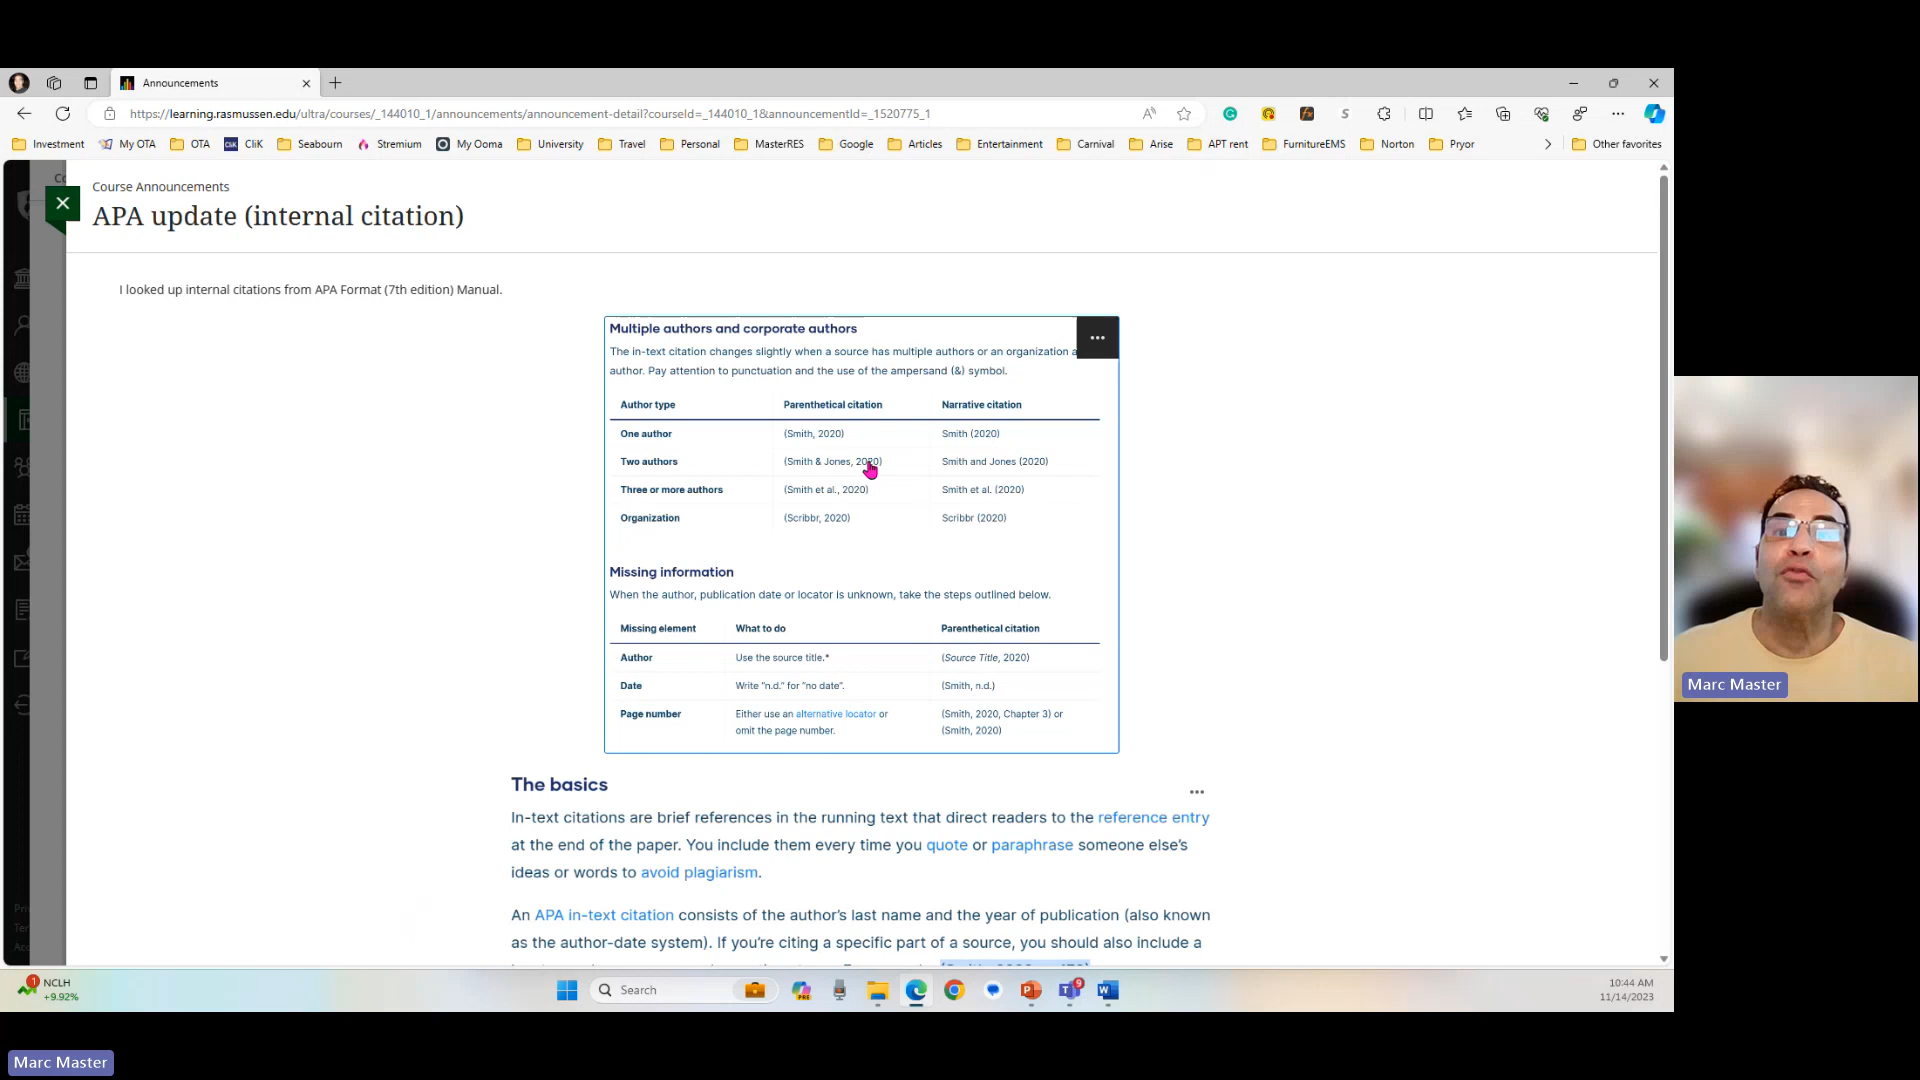 Announcements
https://learning.rasmussen.edu/ultra/courses/_144010_1/announcements/announcement-detail?courseId=_144010_1&announcementId=_1520775_1
Investment My OTA OTA CliK Seabourn Stremium My Ooma University Travel Personal MasterRES Google Articles Entertainment Carnival Arise APT rent FurnitureEMS Norton Pryor Other favorites
Course Announcements
APA update (internal citation)
I looked up internal citations from APA Format (7th edition) Manual.
Multiple authors and corporate authors
The in-text citation changes slightly when a source has multiple authors or an organization a
author. Pay attention to punctuation and the use of the ampersand (&) symbol.
Author type Parenthetical citation Narrative citation
One author (Smith, 2020) Smith (2020)
Two authors (Smith & Jones, 2020) Smith and Jones (2020)
Three or more authors (Smith et al., 2020) Smith et al. (2020)
Organization (Scribbr, 2020) Scribbr (2020)
Missing information
When the author, publication date or locator is unknown, take the steps outlined below.
Missing element What to do Parenthetical citation
Author Use the source title.* (Source Title, 2020)
Date Write “n.d.” for “no date”. (Smith, n.d.)
Page number Either use an alternative locator or (Smith, 2020, Chapter 3) or
omit the page number. (Smith, 2020)
The basics
In-text citations are brief references in the running text that direct readers to the reference entry
at the end of the paper. You include them every time you quote or paraphrase someone else’s
ideas or words to avoid plagiarism.
An APA in-text citation consists of the author’s last name and the year of publication (also known
as the author-date system). If you’re citing a specific part of a source, you should also include a
Marc Master
1
NCLH
+9.92%
Search
PRE
9
10:44 AM
11/14/2023
Marc Master